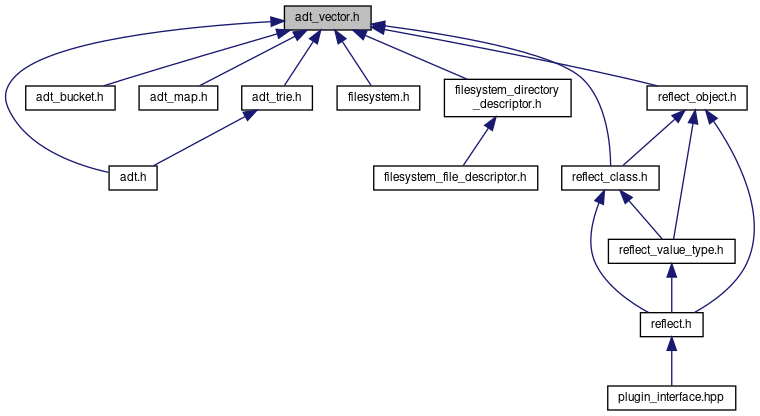 adt_vector.h
adt_bucket.h
adt_map.h
adt_trie.h
filesystem.h
filesystem_directory
_descriptor.h
reflect_object.h
adt.h
filesystem_file_descriptor.h
reflect_class.h
reflect_value_type.h
reflect.h
plugin_interface.hpp